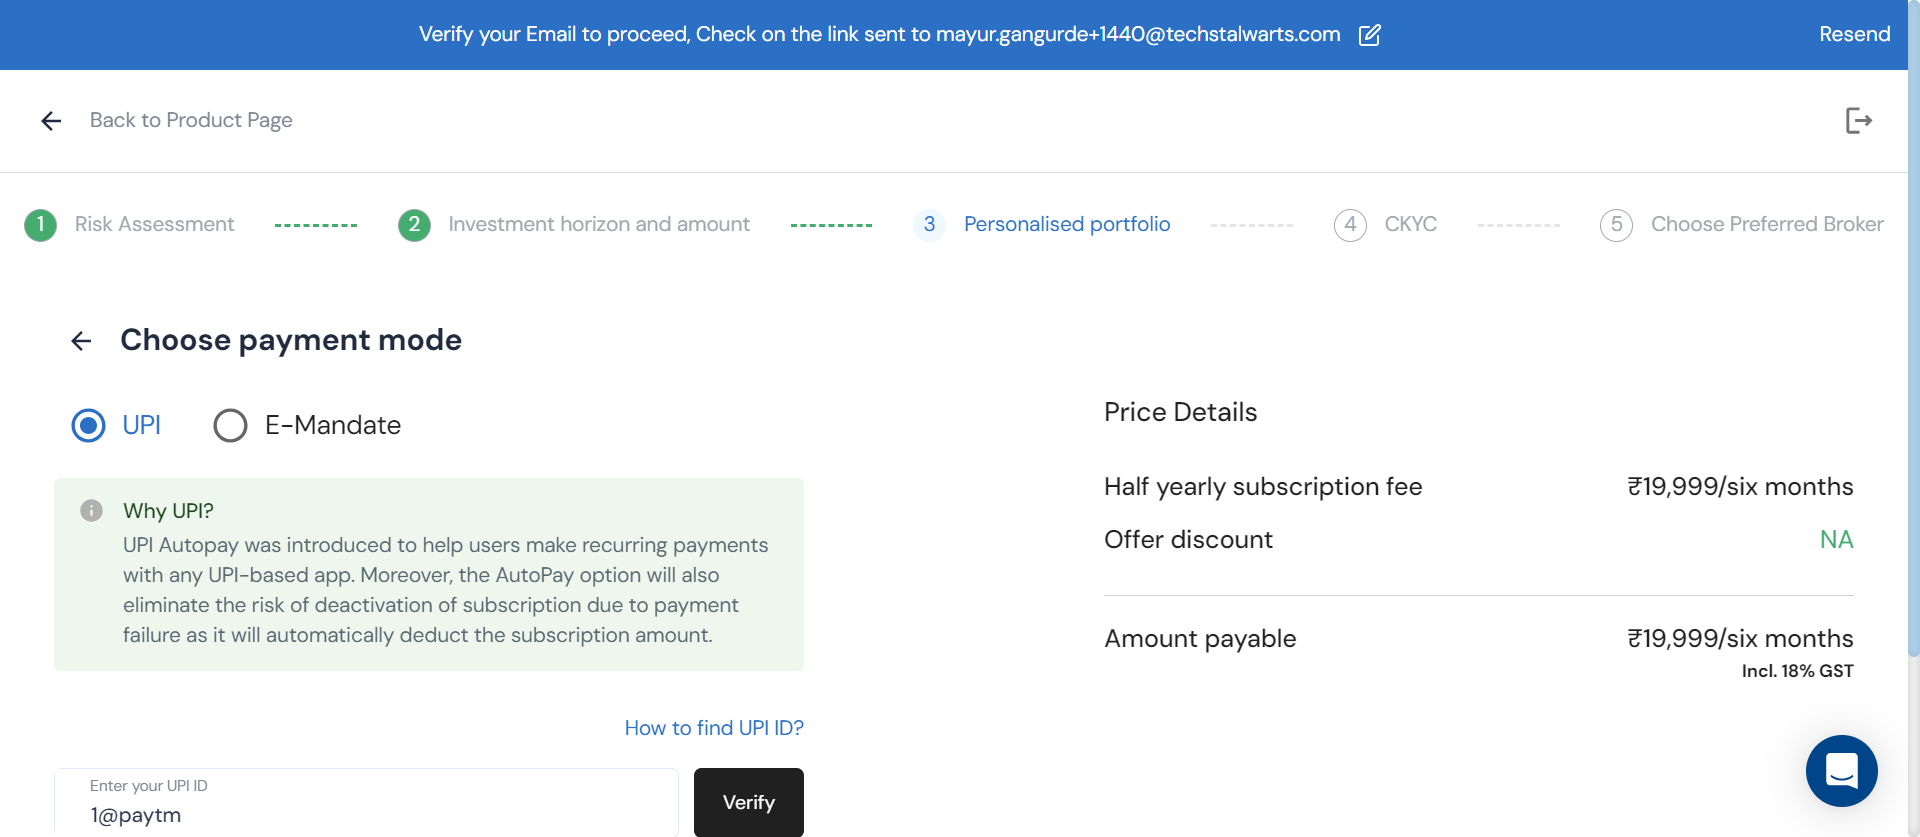 Verify your Email to proceed, Check on the link sent to mayur.gangurde+1440@techstalwarts.com
Resend
Back to Product Page
1 Risk Assessment
2 Investment horizon and amount
3 Personalised portfolio
4 CKYC
5 Choose Preferred Broker
Choose payment mode
UPI
E-Mandate
Why UPI?
UPI Autopay was introduced to help users make recurring payments
with any UPI-based app. Moreover, the AutoPay option will also
eliminate the risk of deactivation of subscription due to payment
failure as it will automatically deduct the subscription amount.
How to find UPI ID?
Enter your UPI ID
1@paytm
Verify
Price Details
Half yearly subscription fee ₹19,999/six months
Offer discount NA
Amount payable ₹19,999/six months
Incl. 18% GST